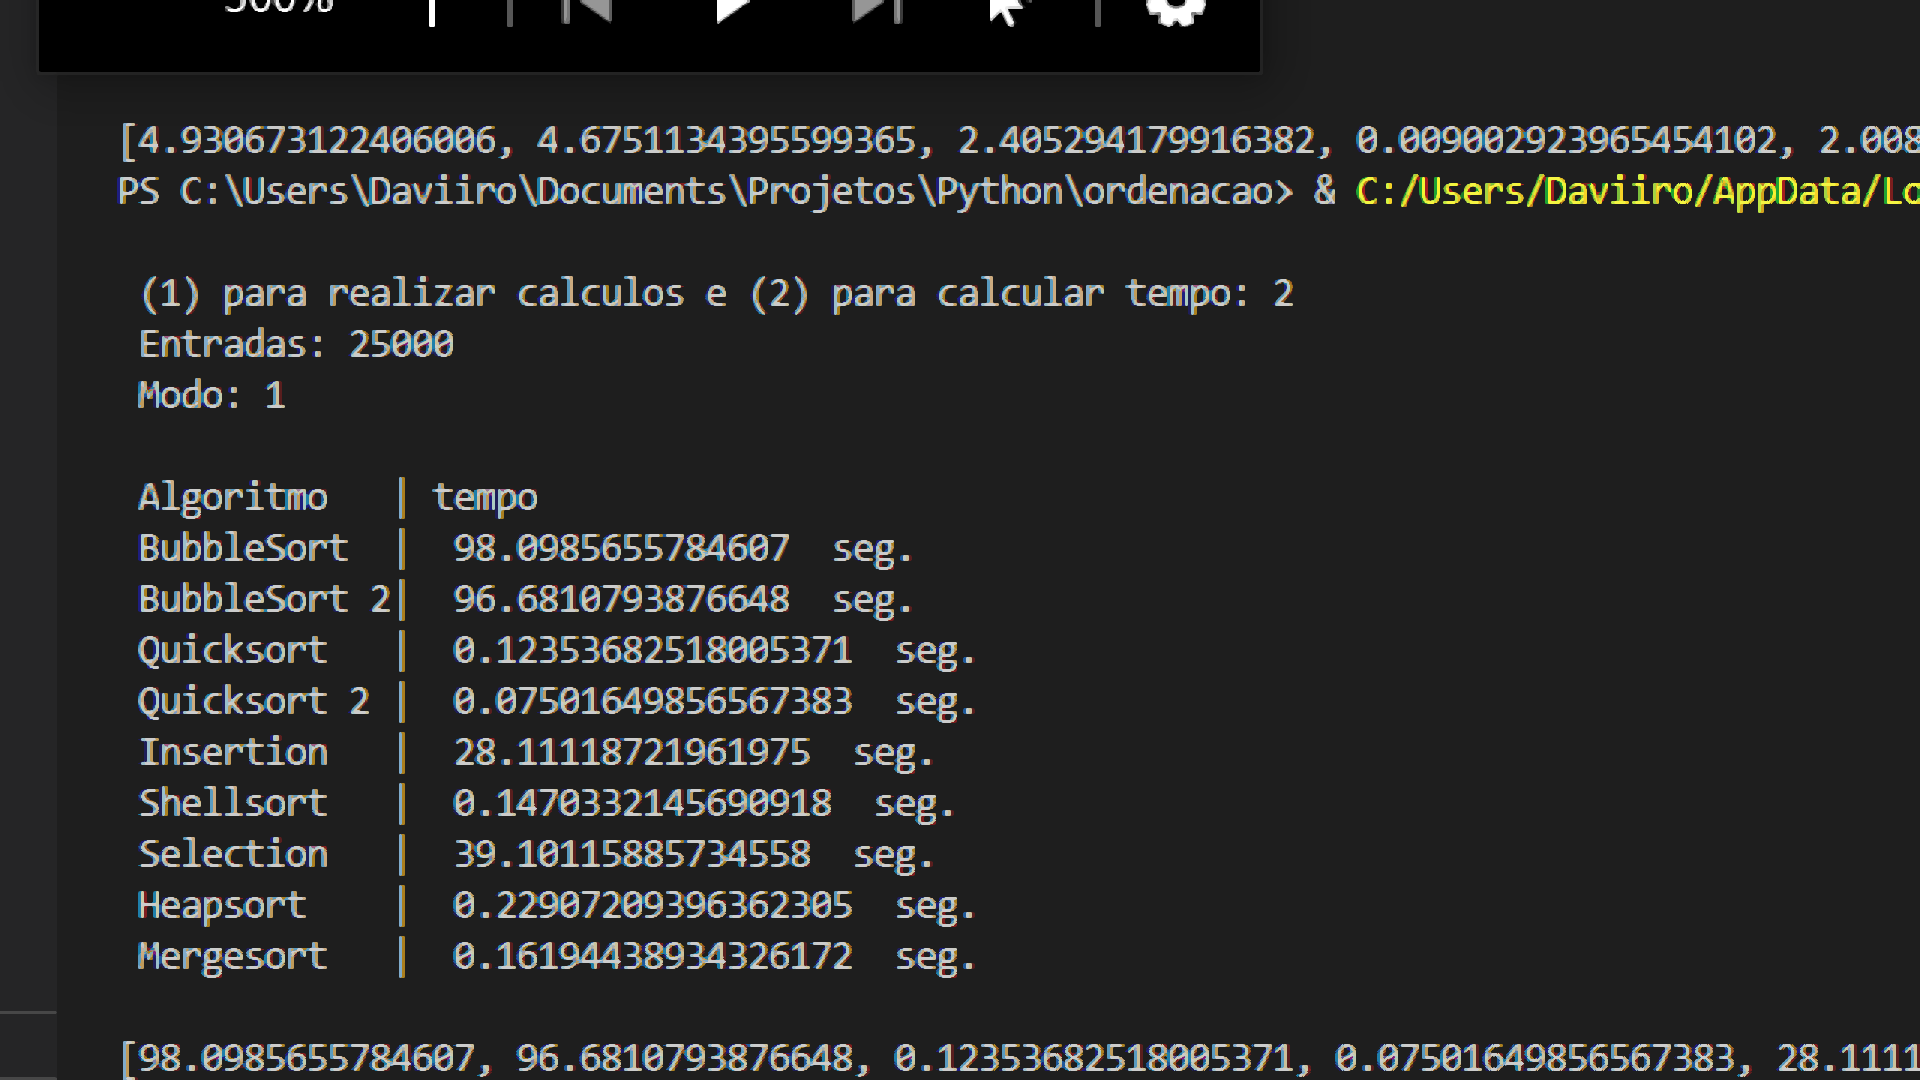 [4.930673122406006, 4.6751134395599365, 2.405294179916382, 0.009002923965454102, 2.008
PS C:\Users\Daviiro\Documents\Projetos\Python\ordenacao> & C:/Users/Daviiro/AppData/Lo
(1) para realizar calculos e (2) para calcular tempo: 2
Entradas: 25000
Modo: 1
Algoritmo | tempo
BubbleSort | 98.0985655784607 seg.
BubbleSort 2| 96.6810793876648 seg.
Quicksort | 0.12353682518005371 seg.
Quicksort 2 | 0.07501649856567383 seg.
Insertion | 28.11118721961975 seg.
Shellsort | 0.1470332145690918 seg.
Selection | 39.10115885734558 seg.
Heapsort | 0.22907209396362305 seg.
Mergesort | 0.16194438934326172 seg.
[98.0985655784607, 96.6810793876648, 0.12353682518005371, 0.07501649856567383, 28.1111